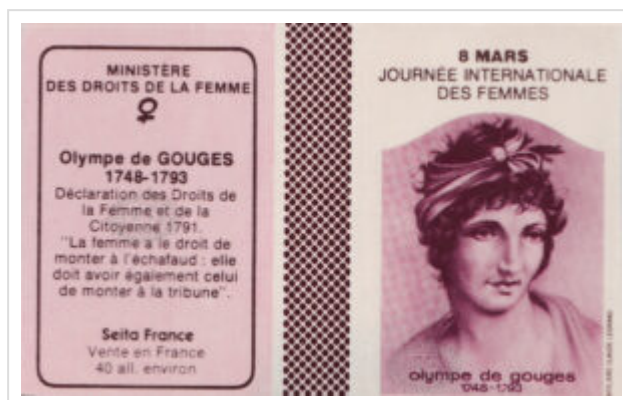 MINISTÈRE
DES DROITS DE LA FEMME
Olympe de GOUGES
1748-1793
Déclaration des Droits de
la Femme et de la
Citoyenne 1791.
"La femme a le droit de
monter à l'échafaud : elle
doit avoir également celui
de monter à la tribune".
Seita France
Vente en France
40 all. environ
8 MARS
JOURNÉE INTERNATIONALE
DES FEMMES
olympe de gouges
1748-1793